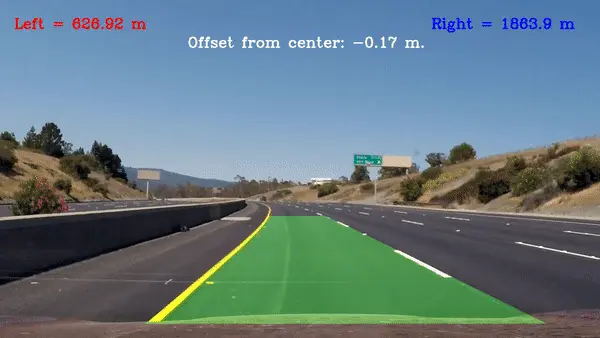 Left = 626.92 m
Right = 1863.9 m
Offset from center: −0.17 m.